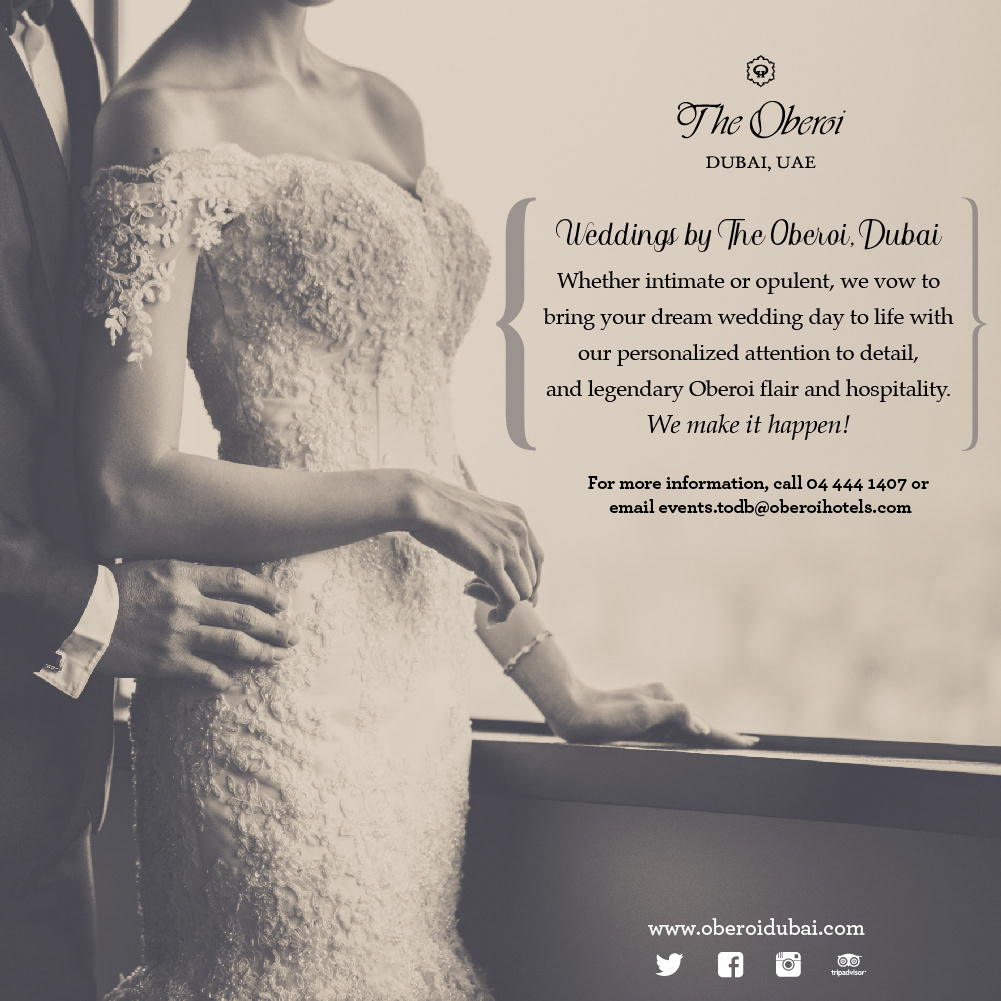 The Oberoi
DUBAI, UAE
Weddings by The Oberoi, Dubai
Whether intimate or opulent, we vow to
bring your dream wedding day to life with
our personalized attention to detail,
and legendary Oberoi flair and hospitality.
We make it happen!
For more information, call 04 444 1407 or
email events.todb@oberoihotels.com
www.oberoidubai.com
tripadvisor